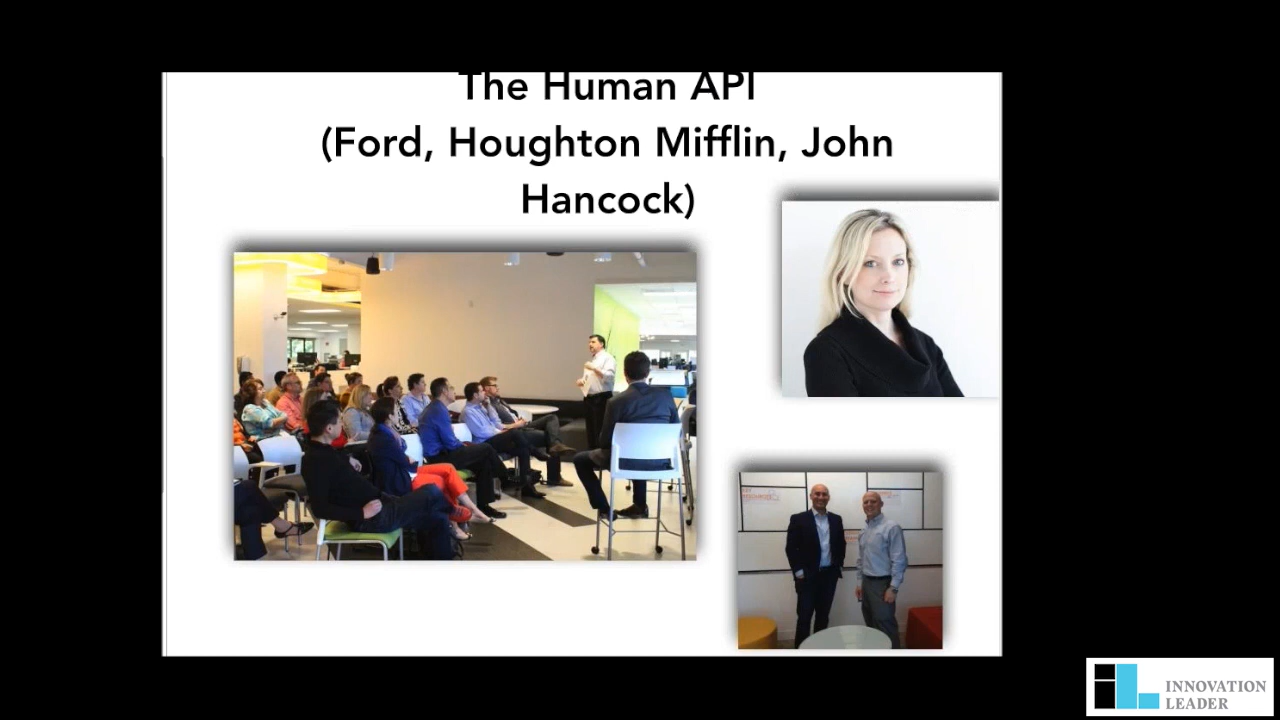 The Human API
(Ford, Houghton Mifflin, John
Hancock)
INNOVATION
LEADER